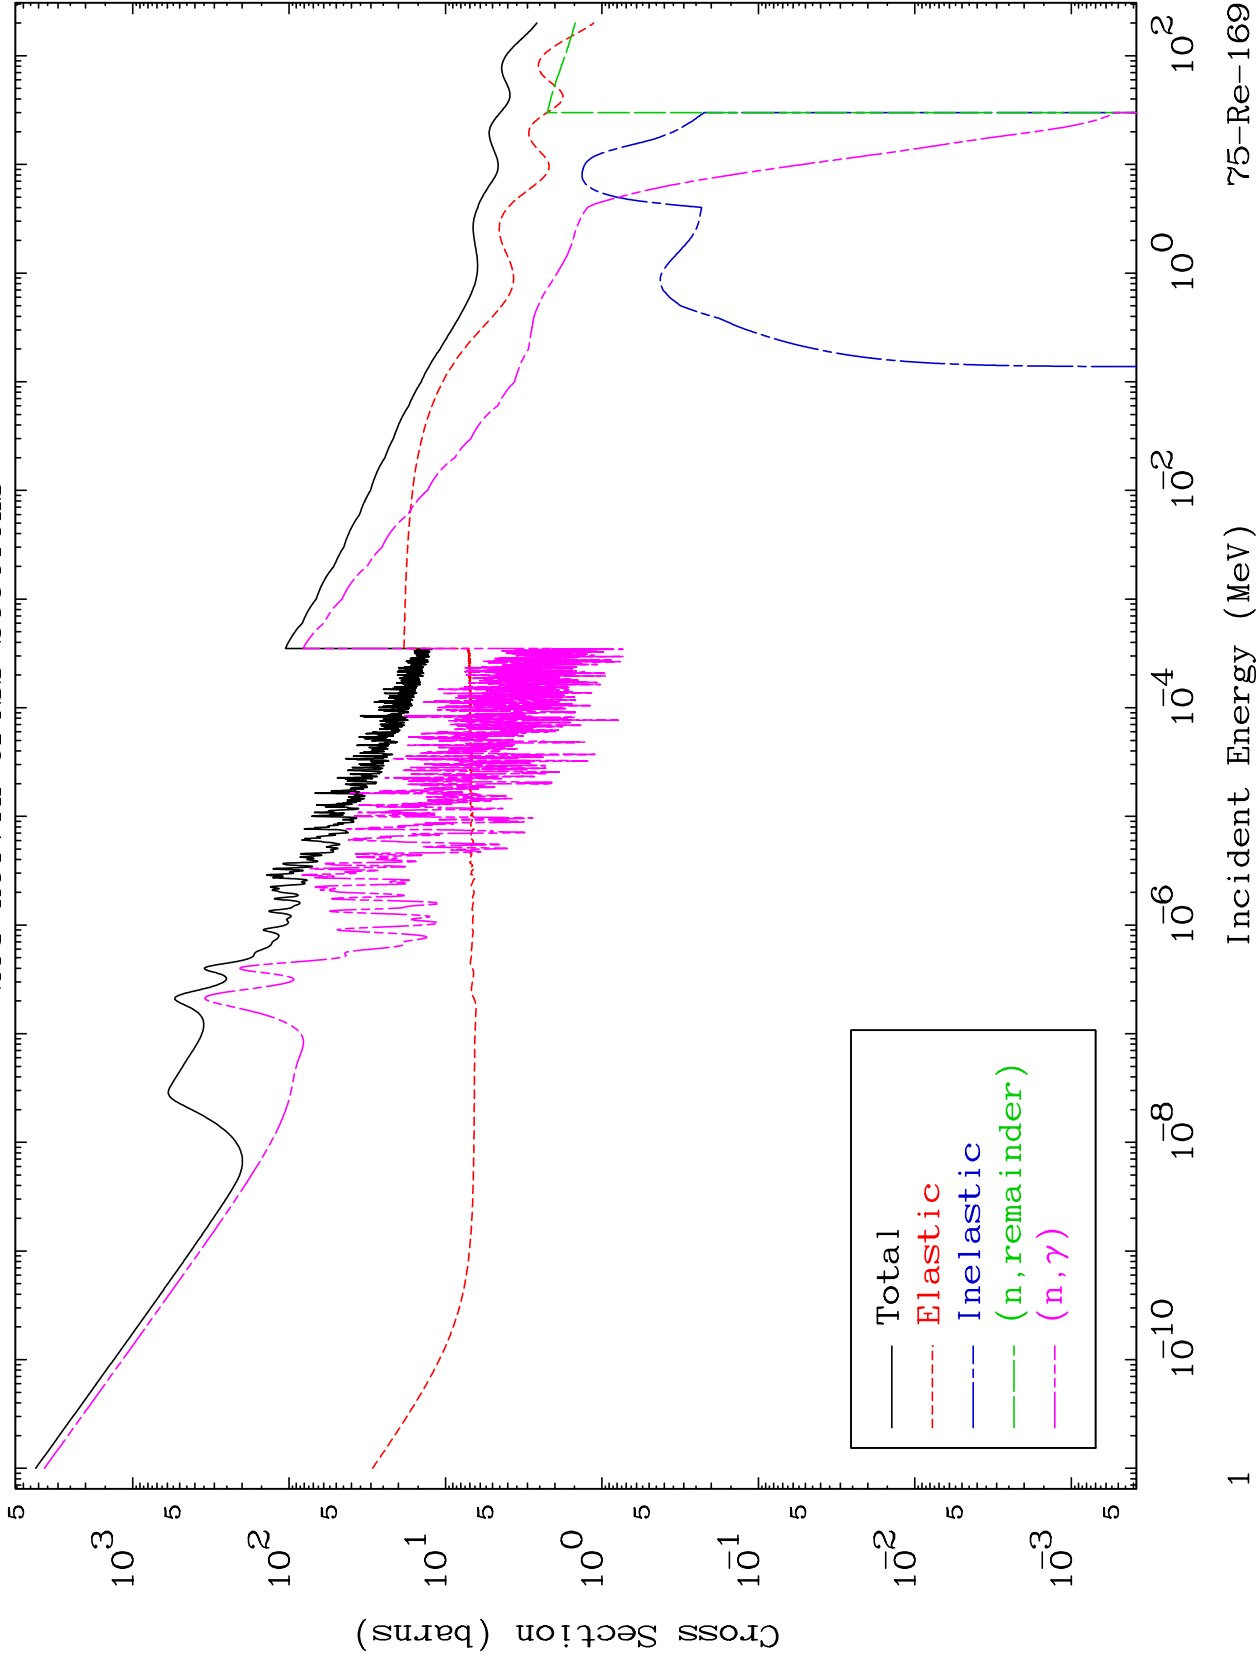 Cross Section (barns)
5
10^3
5
10^2
5
10^1
5
10^0
5
10^-1
5
10^-2
5
10^-3
5
Total
Elastic
Inelastic
(n,remainder)
(n,γ)
10^-10
10^-8
10^-6
10^-4
10^-2
10^0
10^2
Incident Energy (MeV)
1
75-Re-169